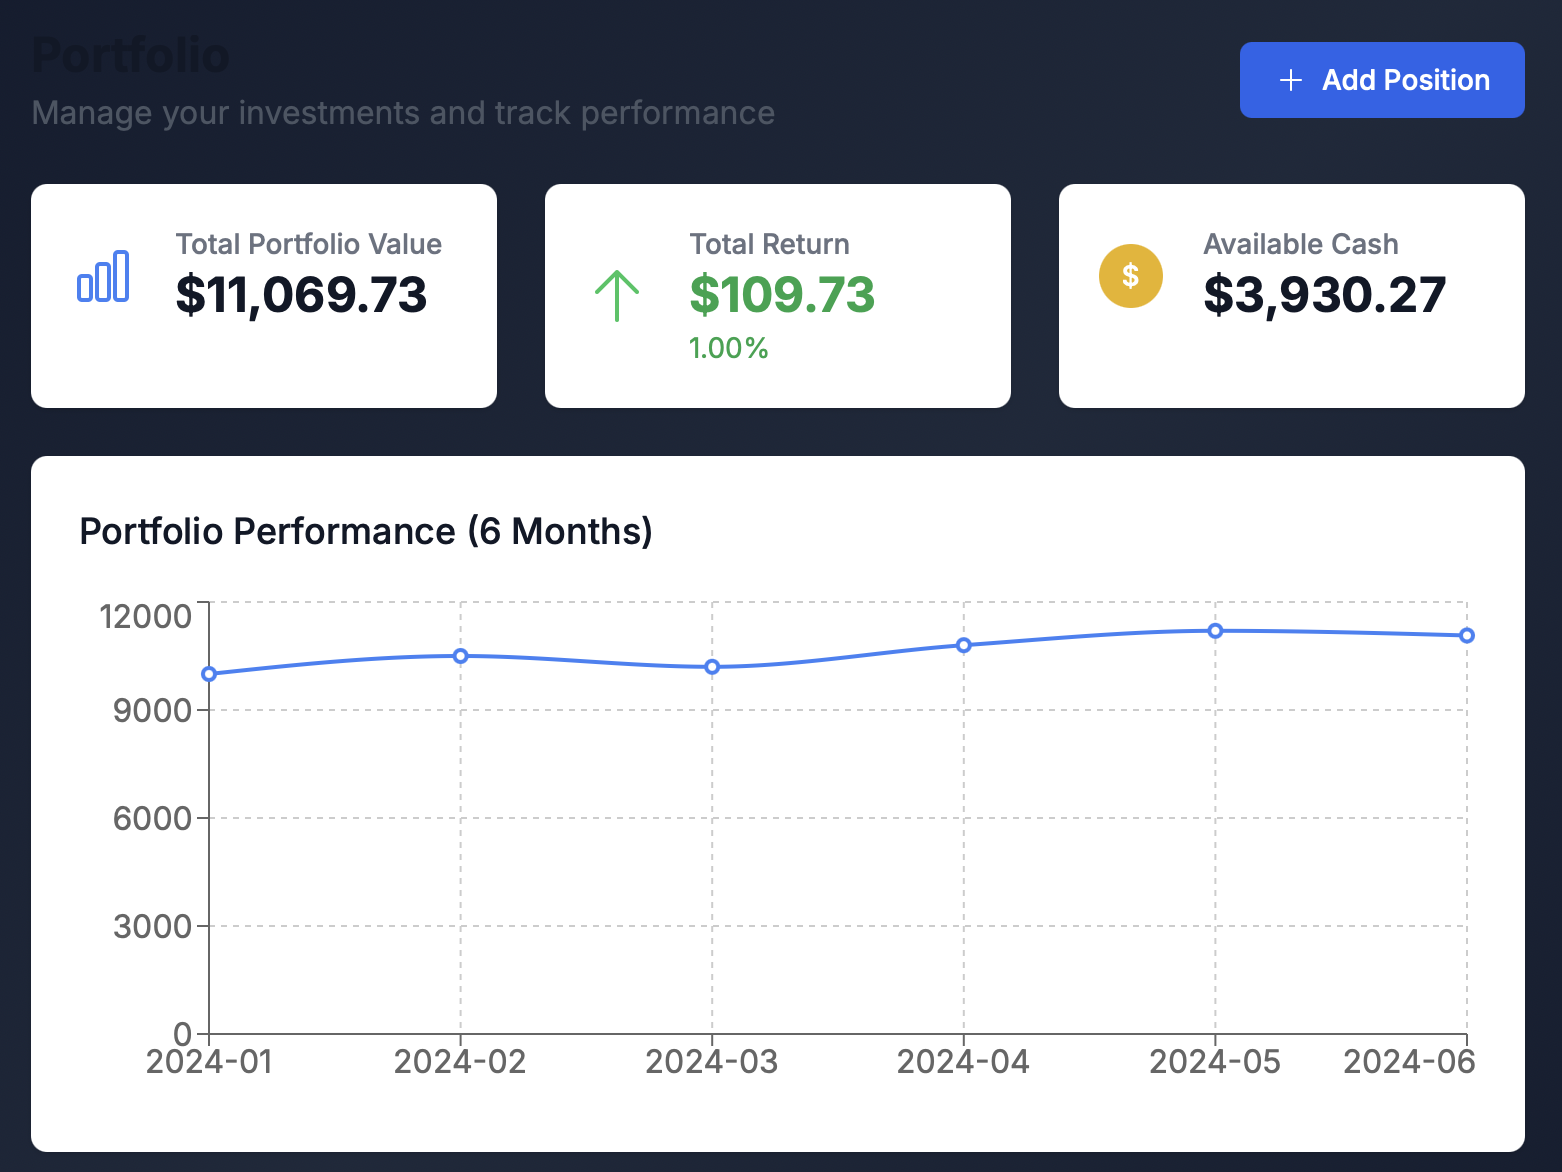 Portfolio
Manage your investments and track performance
Add Position
Total Portfolio Value
$11,069.73
Total Return
$109.73
1.00%
$
Available Cash
$3,930.27
Portfolio Performance (6 Months)
12000
9000
6000
3000
0
2024-01 2024-02 2024-03 2024-04 2024-05 2024-06